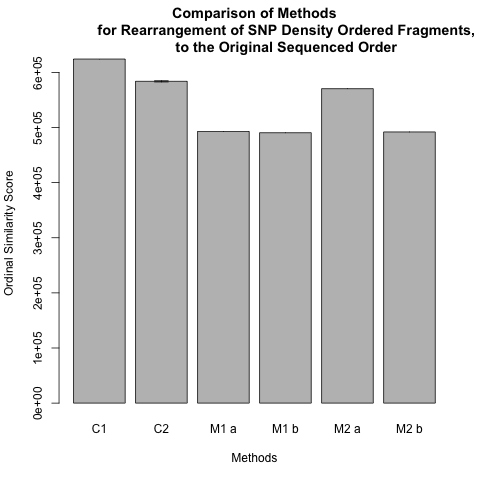 Comparison of Methods
for Rearrangement of SNP Density Ordered Fragments,
to the Original Sequenced Order
Ordinal Similarity Score
6e+05
5e+05
4e+05
3e+05
2e+05
1e+05
0e+00
C1 C2 M1 a M1 b M2 a M2 b
Methods